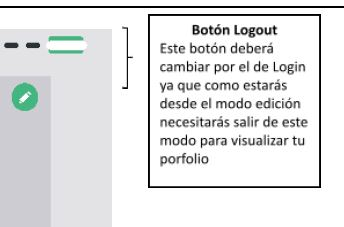 Botón Logout
Este botón deberá
cambiar por el de Login
ya que como estarás
desde el modo edición
necesitarás salir de este
modo para visualizar tu
porfolio